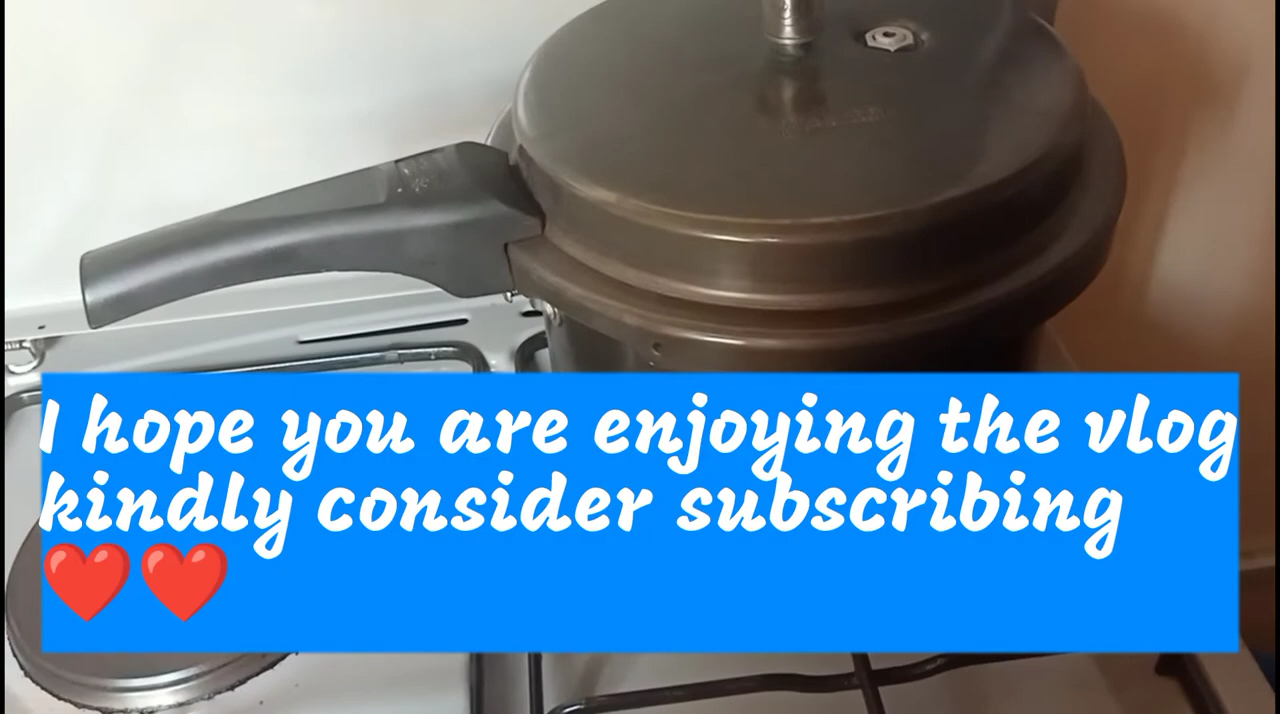 I hope you are enjoying the vlog
kindly consider subscribing
❤️❤️